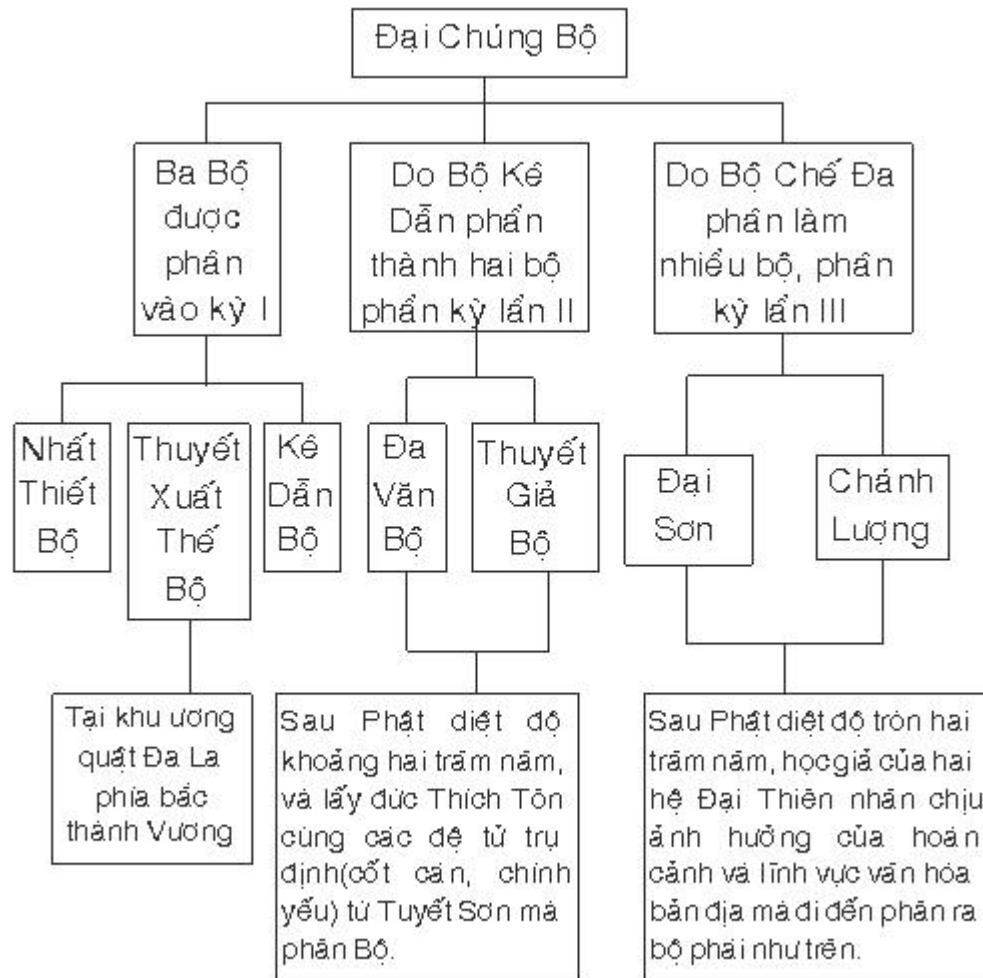 Đại Chúng Bộ
Ba Bộ
được
phân
vào kỳ I
Do Bộ Kê
Dẫn phẩn
thành hai bộ
phẩn kỳ lẩn II
Do Bộ Chế Đa
phân làm
nhiểu bộ, phân
kỳ lẩn III
Nhất
Thiết
Bộ
Thuyết
Xuất
Thế
Bộ
Kê
Dẫn
Bộ
Đa
Văn
Bộ
Thuyết
Giả
Bộ
Đại
Sơn
Chánh
Lượng
Tại khu ương
quật Đa La
phía bắc
thành Vương
Sau Phật diệt độ
khoảng hai trăm năm,
và lấy đức Thích Tôn
cùng các đệ tử trụ
định(cốt cán, chính
yếu) từ Tuyết Sơn mà
phân Bộ.
Sau Phật diệt độ tròn hai
trăm năm, học giả của hai
hệ Đại Thiên nhân chịu
ảnh hưởng của hoàn
cảnh và lĩnh vực văn hóa
bản địa mà đi đến phân ra
bộ phái như trên.